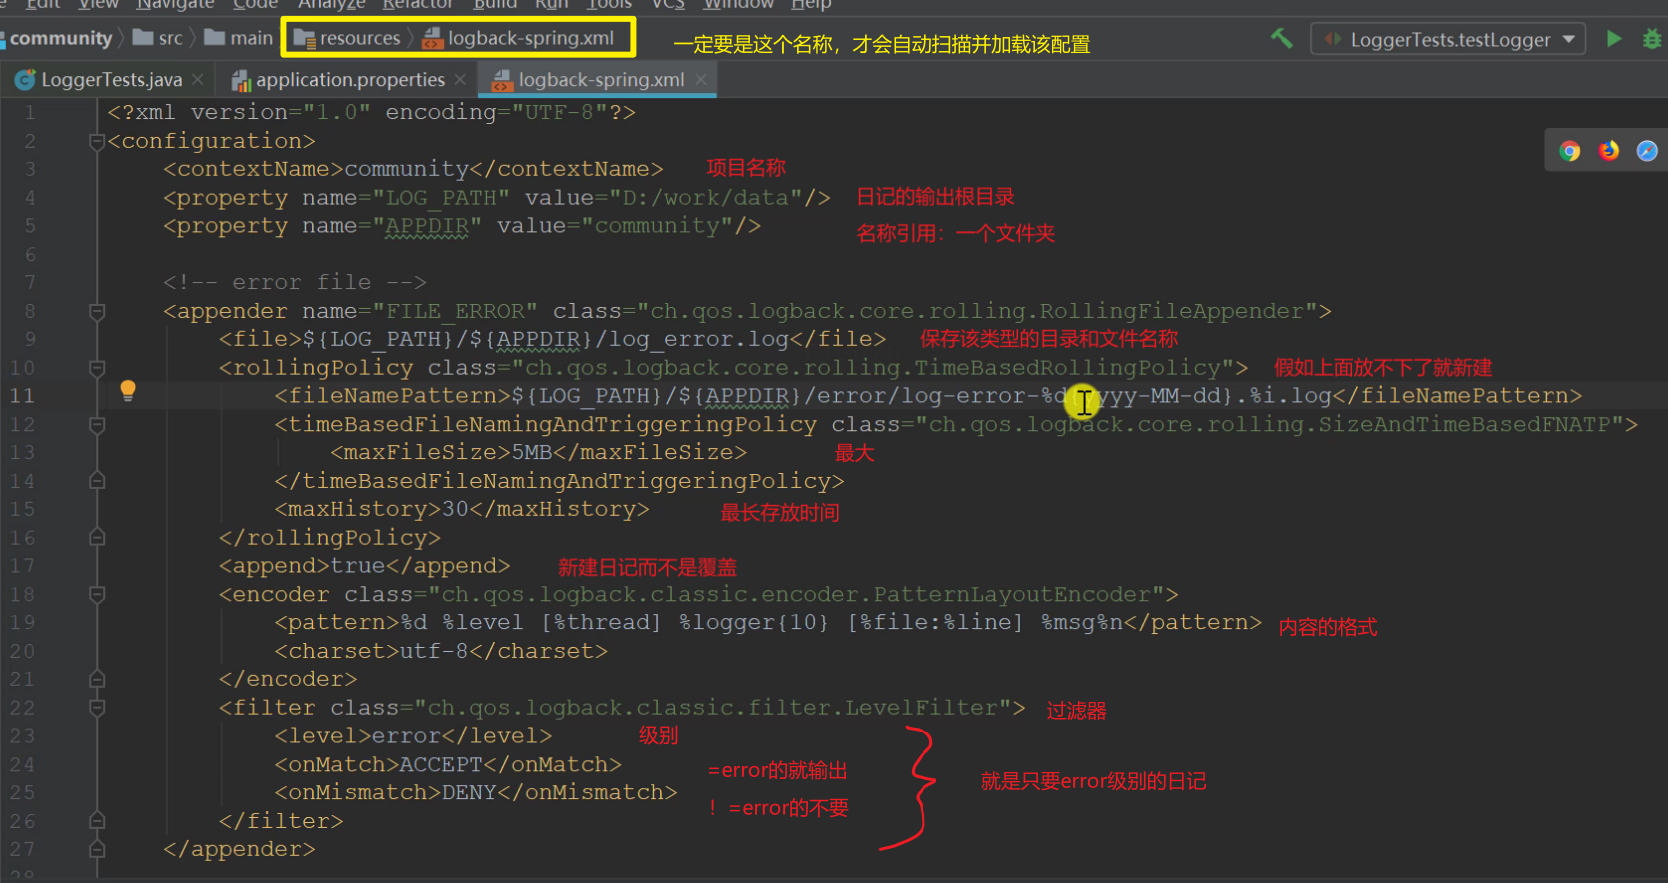 Edit View Navigate Code Analyze Refactor Build Run Tools VCS Window Help
community src main resources logback-spring.xml 一定要是这个名称，才会自动扫描并加载该配置 LoggerTests.testLogger
LoggerTests.java application.properties logback-spring.xml
1 <?xml version="1.0" encoding="UTF-8"?>
2 <configuration>
3 <contextName>community</contextName> 项目名称
4 <property name="LOG_PATH" value="D:/work/data"/> 日记的输出根目录
5 <property name="APPDIR" value="community"/> 名称引用：一个文件夹
6
7 <!-- error file -->
8 <appender name="FILE_ERROR" class="ch.qos.logback.core.rolling.RollingFileAppender">
9 <file>${LOG_PATH}/${APPDIR}/log_error.log</file> 保存该类型的目录和文件名称
10 <rollingPolicy class="ch.qos.logback.core.rolling.TimeBasedRollingPolicy"> 假如上面放不下了就新建
11 <fileNamePattern>${LOG_PATH}/${APPDIR}/error/log-error-%d{yyyy-MM-dd}.%i.log</fileNamePattern>
12 <timeBasedFileNamingAndTriggeringPolicy class="ch.qos.logback.core.rolling.SizeAndTimeBasedFNATP">
13 <maxFileSize>5MB</maxFileSize> 最大
14 </timeBasedFileNamingAndTriggeringPolicy>
15 <maxHistory>30</maxHistory> 最长存放时间
16 </rollingPolicy>
17 <append>true</append> 新建日记而不是覆盖
18 <encoder class="ch.qos.logback.classic.encoder.PatternLayoutEncoder">
19 <pattern>%d %level [%thread] %logger{10} [%file:%line] %msg%n</pattern> 内容的格式
20 <charset>utf-8</charset>
21 </encoder>
22 <filter class="ch.qos.logback.classic.filter.LevelFilter"> 过滤器
23 <level>error</level> 级别
24 <onMatch>ACCEPT</onMatch> =error的就输出 就是只要error级别的日记
25 <onMismatch>DENY</onMismatch> ！=error的不要
26 </filter>
27 </appender>
28